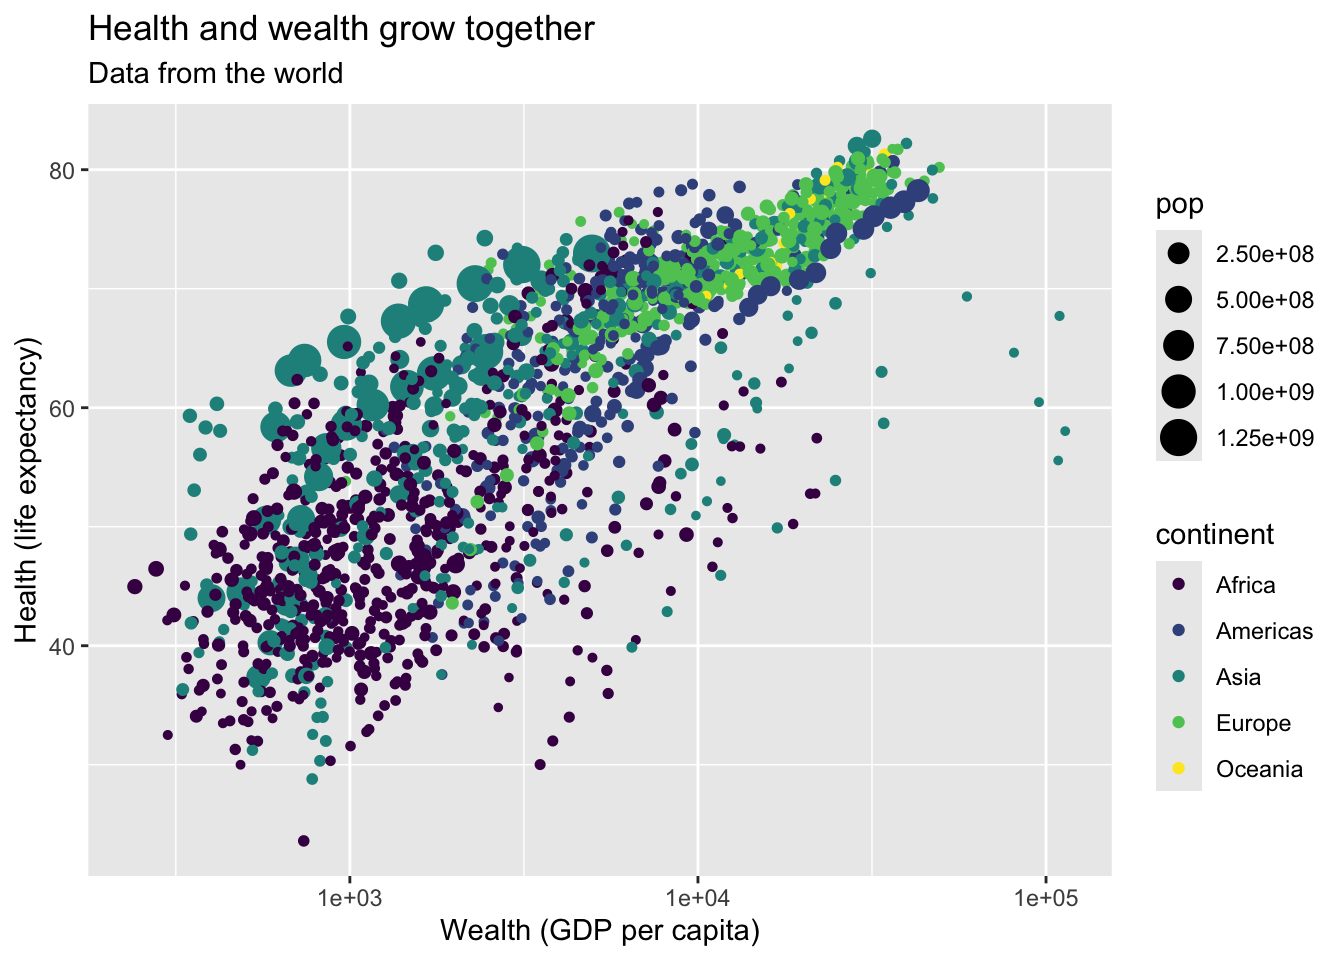 Health and wealth grow together
Data from the world
Health (life expectancy)
80
60
40
1e+03
1e+04
1e+05
Wealth (GDP per capita)
pop
2.50e+08
5.00e+08
7.50e+08
1.00e+09
1.25e+09
continent
Africa
Americas
Asia
Europe
Oceania